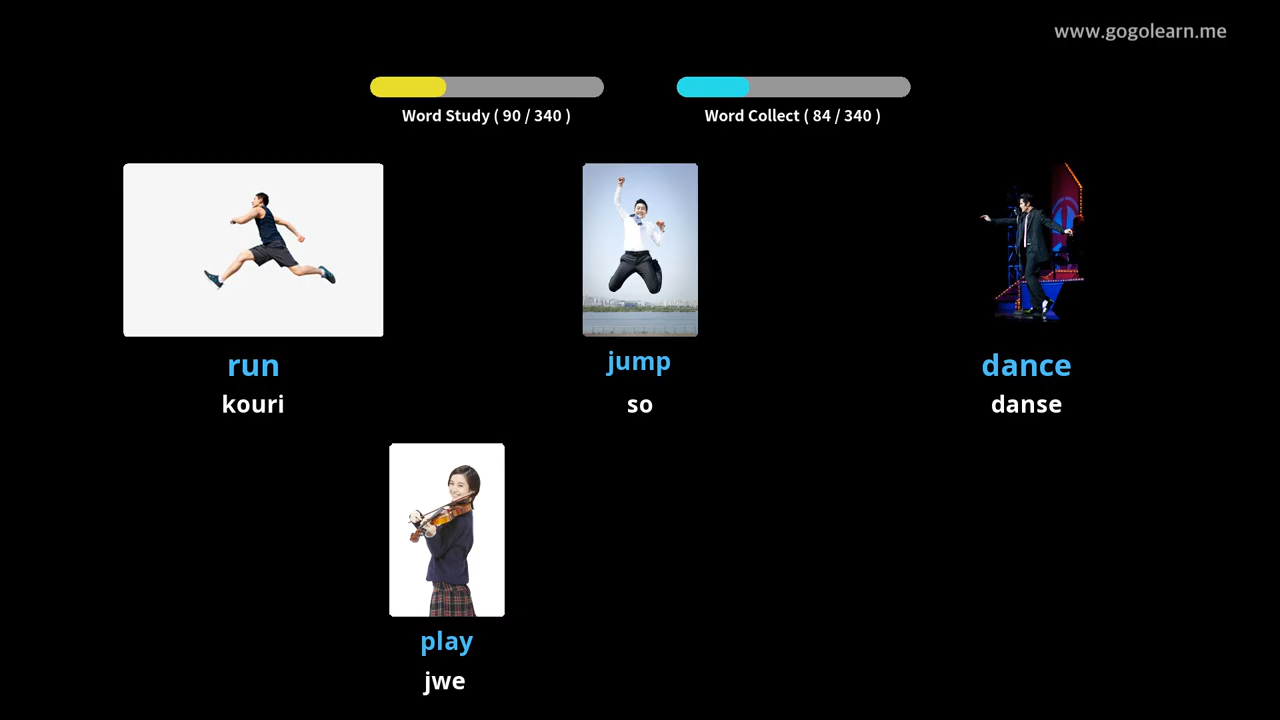 www.gogolearn.me
Word Study ( 90 / 340 )
Word Collect ( 84 / 340 )
run
kouri
jump
so
dance
danse
play
jwe